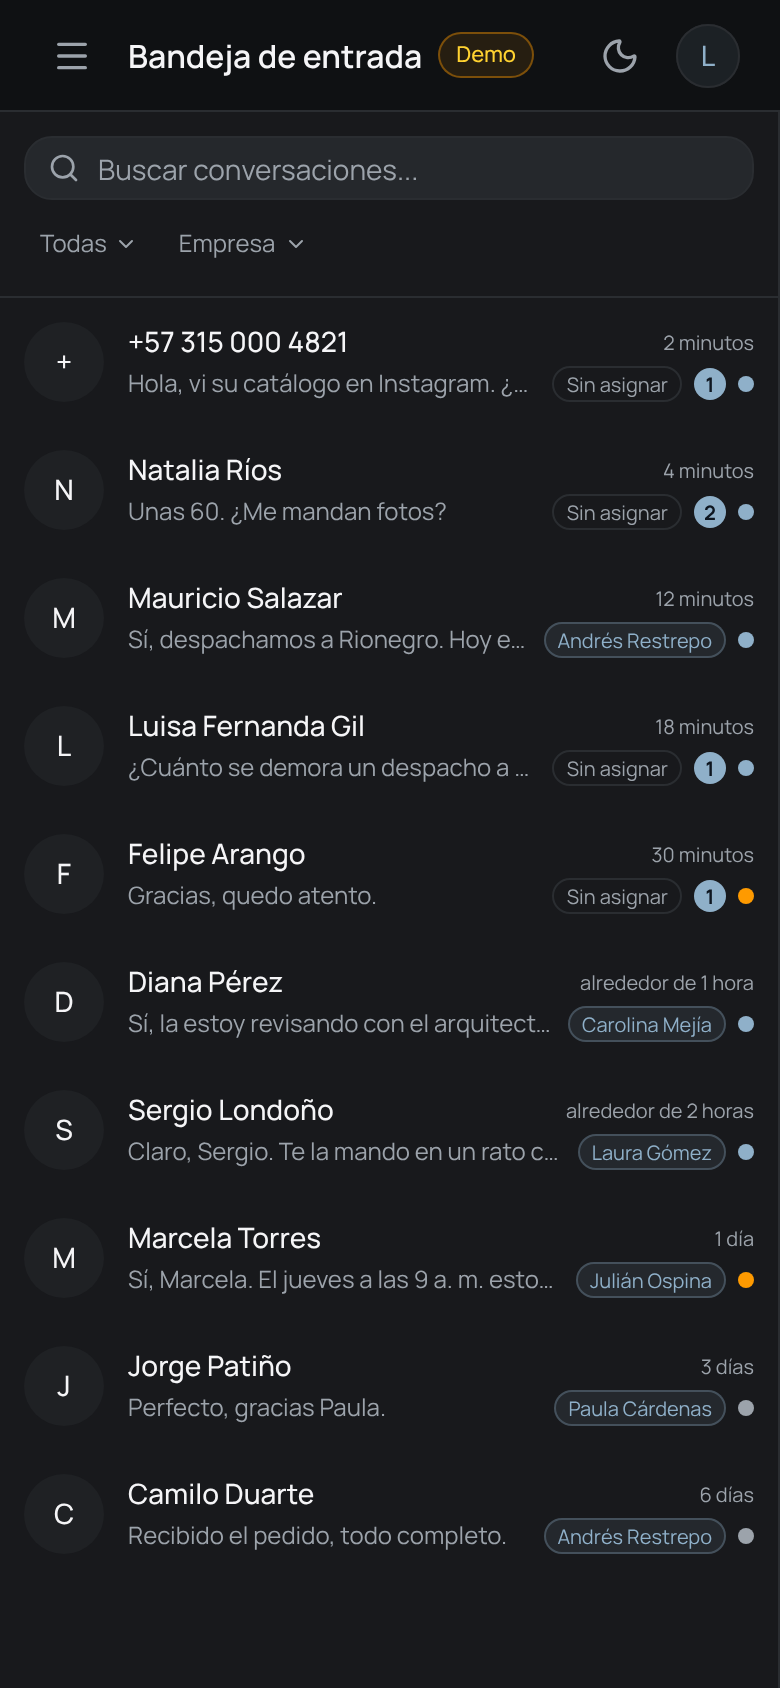 Bandeja de entrada Demo L
Buscar conversaciones...
Todas Empresa
+ +57 315 000 4821 2 minutos
Hola, vi su catálogo en Instagram. ¿... Sin asignar 1
N Natalia Ríos 4 minutos
Unas 60. ¿Me mandan fotos? Sin asignar 2
M Mauricio Salazar 12 minutos
Sí, despachamos a Rionegro. Hoy e... Andrés Restrepo
L Luisa Fernanda Gil 18 minutos
¿Cuánto se demora un despacho a ... Sin asignar 1
F Felipe Arango 30 minutos
Gracias, quedo atento. Sin asignar 1
D Diana Pérez alrededor de 1 hora
Sí, la estoy revisando con el arquitect... Carolina Mejía
S Sergio Londoño alrededor de 2 horas
Claro, Sergio. Te la mando en un rato c... Laura Gómez
M Marcela Torres 1 día
Sí, Marcela. El jueves a las 9 a. m. esto... Julián Ospina
J Jorge Patiño 3 días
Perfecto, gracias Paula. Paula Cárdenas
C Camilo Duarte 6 días
Recibido el pedido, todo completo. Andrés Restrepo